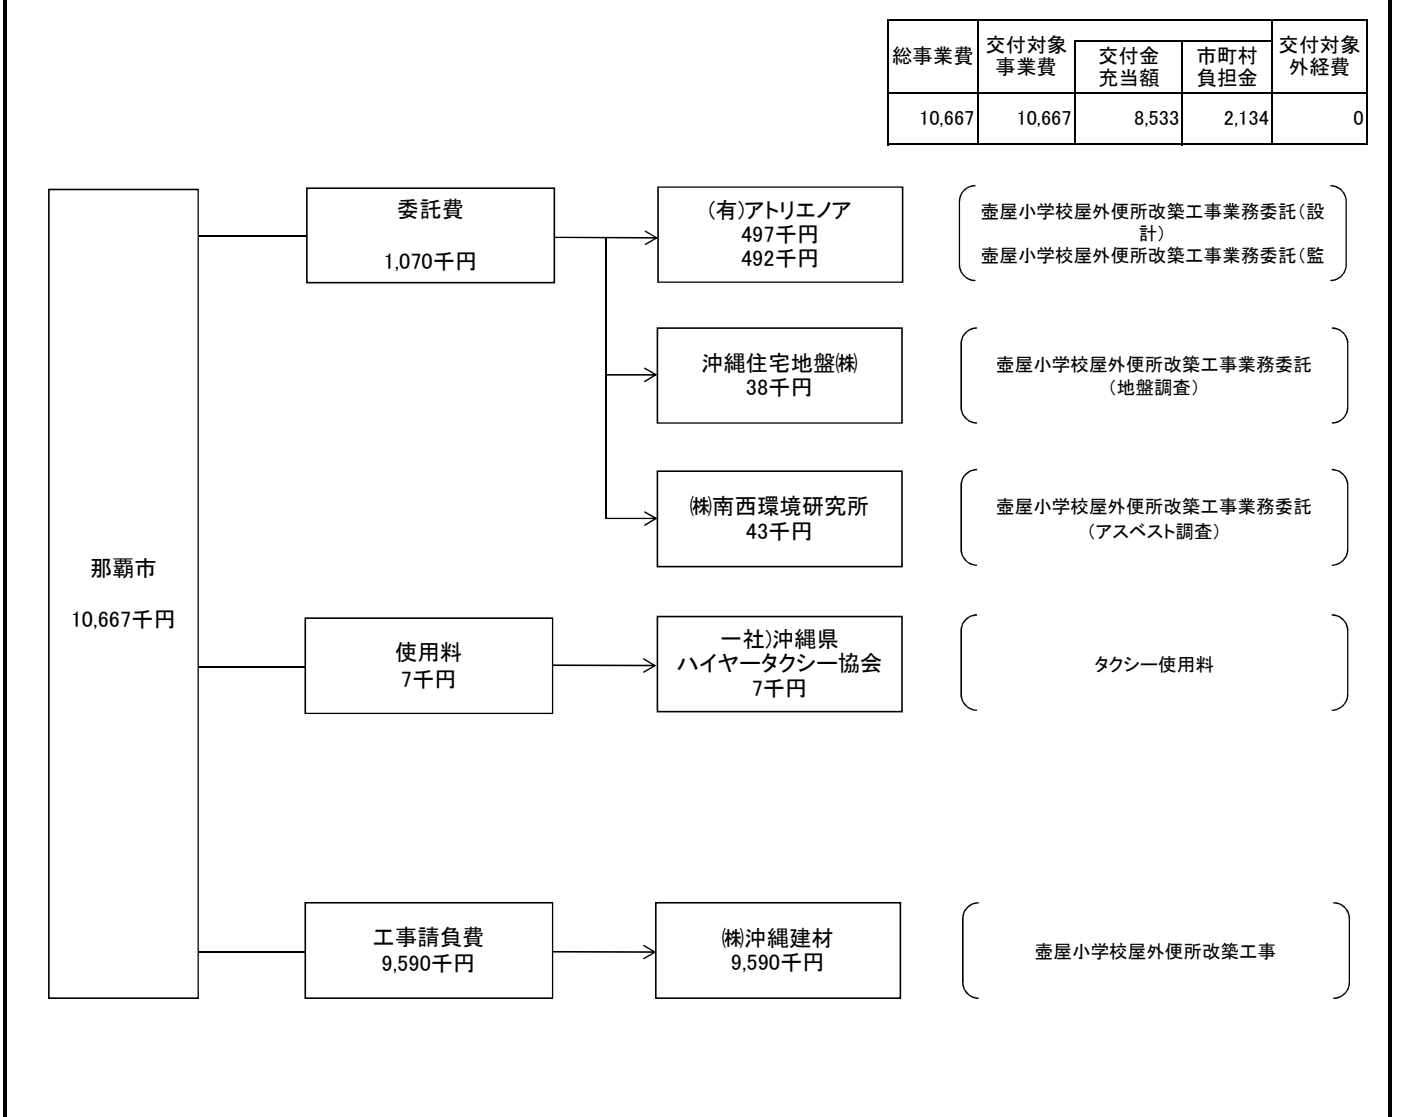 総事業費
交付対象
事業費
交付金
充当額
市町村
負担金
交付対象
外経費
10,667
10,667
8,533
2,134
0
那覇市
10,667千円
委託費
1,070千円
(有)アトリエノア
497千円
492千円
壺屋小学校屋外便所改築工事業務委託(設
計)
壺屋小学校屋外便所改築工事業務委託(監
沖縄住宅地盤㈱
38千円
壺屋小学校屋外便所改築工事業務委託
(地盤調査)
㈱南西環境研究所
43千円
壺屋小学校屋外便所改築工事業務委託
(アスベスト調査)
使用料
7千円
一社)沖縄県
ハイヤータクシー協会
7千円
タクシー使用料
工事請負費
9,590千円
㈱沖縄建材
9,590千円
壺屋小学校屋外便所改築工事